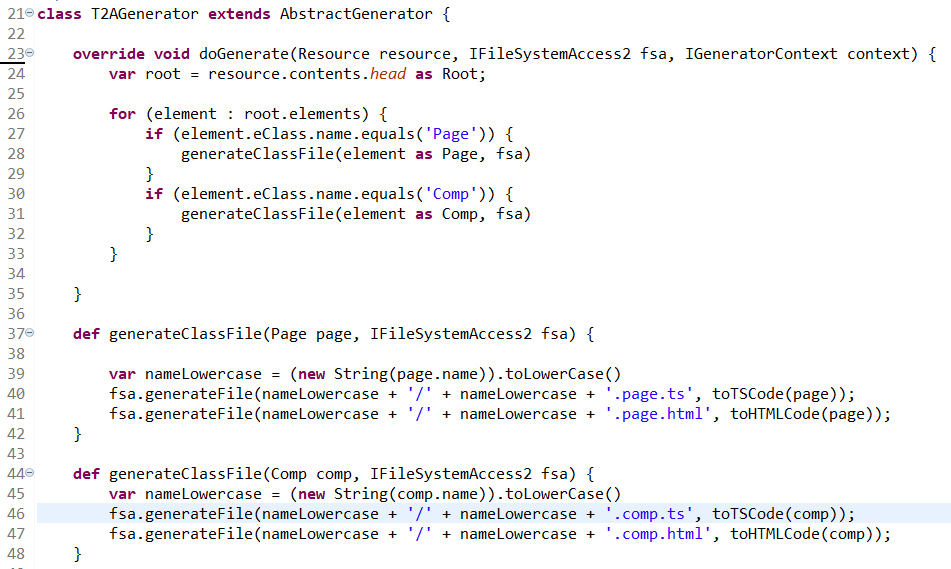 21 class T2AGenerator extends AbstractGenerator {
22
23 override void doGenerate(Resource resource, IFileSystemAccess2 fsa, IGeneratorContext context) {
24 var root = resource.contents.head as Root;
25
26 for (element : root.elements) {
27 if (element.eClass.name.equals('Page')) {
28 generateClassFile(element as Page, fsa)
29 }
30 if (element.eClass.name.equals('Comp')) {
31 generateClassFile(element as Comp, fsa)
32 }
33 }
34
35 }
36
37 def generateClassFile(Page page, IFileSystemAccess2 fsa) {
38
39 var nameLowercase = (new String(page.name)).toLowerCase()
40 fsa.generateFile(nameLowercase + '/' + nameLowercase + '.page.ts', toTSCode(page));
41 fsa.generateFile(nameLowercase + '/' + nameLowercase + '.page.html', toHTMLCode(page));
42 }
43
44 def generateClassFile(Comp comp, IFileSystemAccess2 fsa) {
45 var nameLowercase = (new String(comp.name)).toLowerCase()
46 fsa.generateFile(nameLowercase + '/' + nameLowercase + '.comp.ts', toTSCode(comp));
47 fsa.generateFile(nameLowercase + '/' + nameLowercase + '.comp.html', toHTMLCode(comp));
48 }